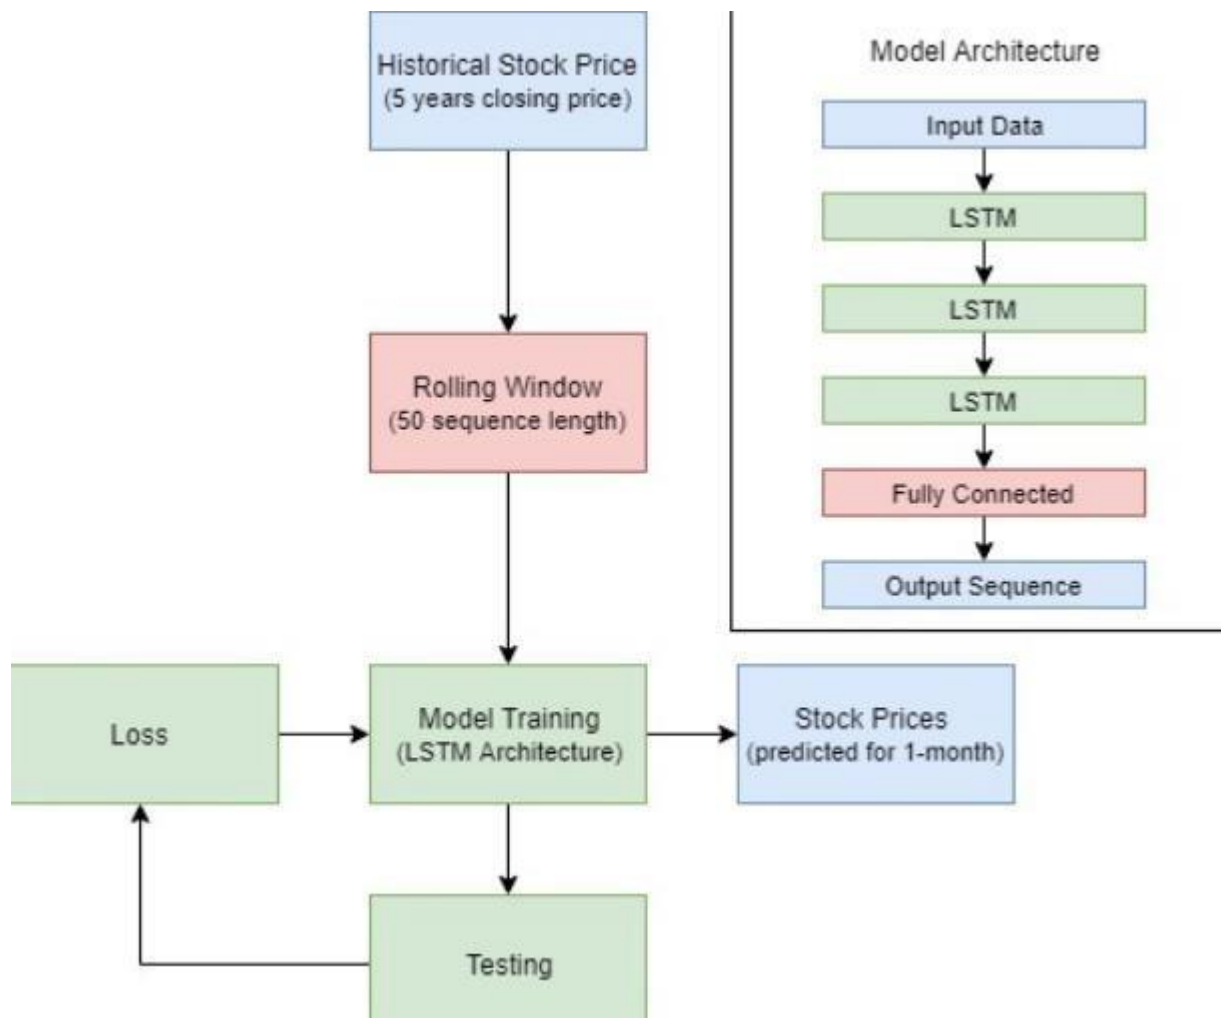 Historical Stock Price
(5 years closing price)
Rolling Window
(50 sequence length)
Loss
Model Training
(LSTM Architecture)
Stock Prices
(predicted for 1-month)
Testing
Model Architecture
Input Data
LSTM
LSTM
LSTM
Fully Connected
Output Sequence